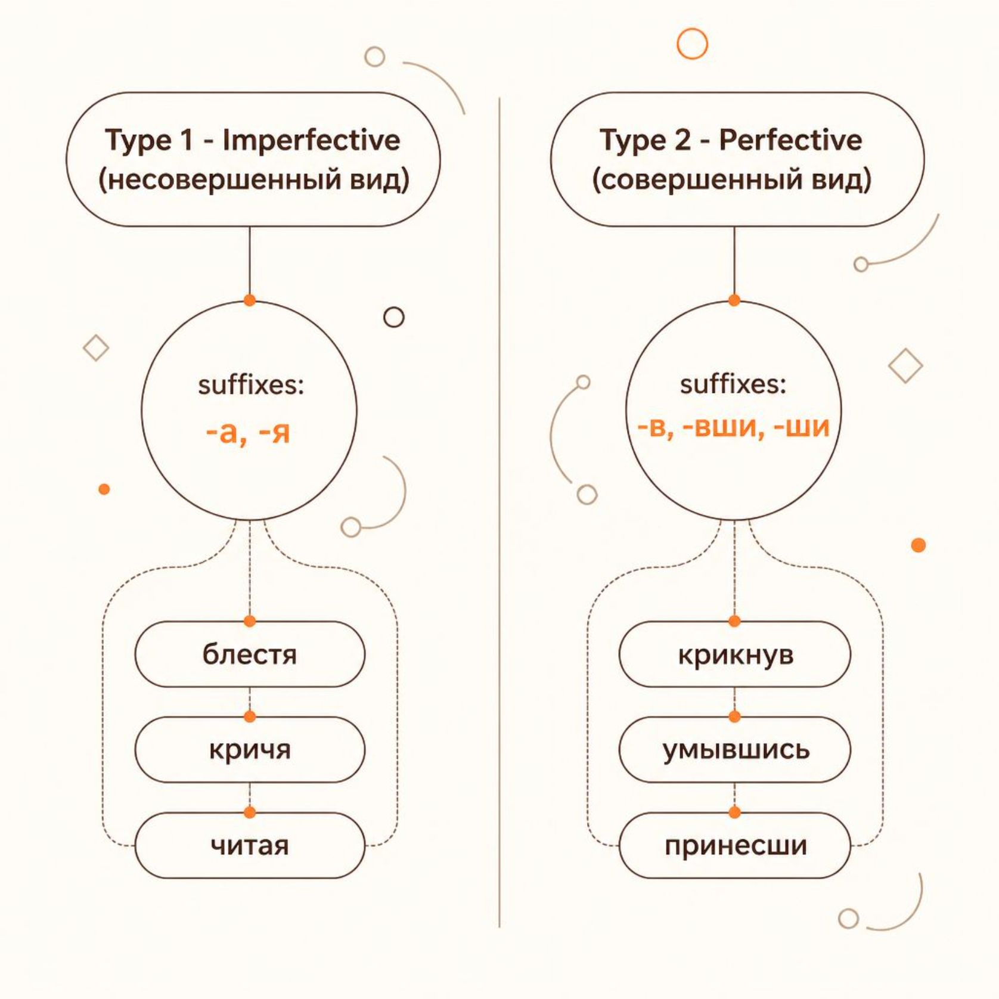 Type 1 - Imperfective
(несовершенный вид)
suffixes:
-а, -я
блестя
кричя
читая
Type 2 - Perfective
(совершенный вид)
suffixes:
-в, -вши, -ши
крикнув
умывшись
принесши